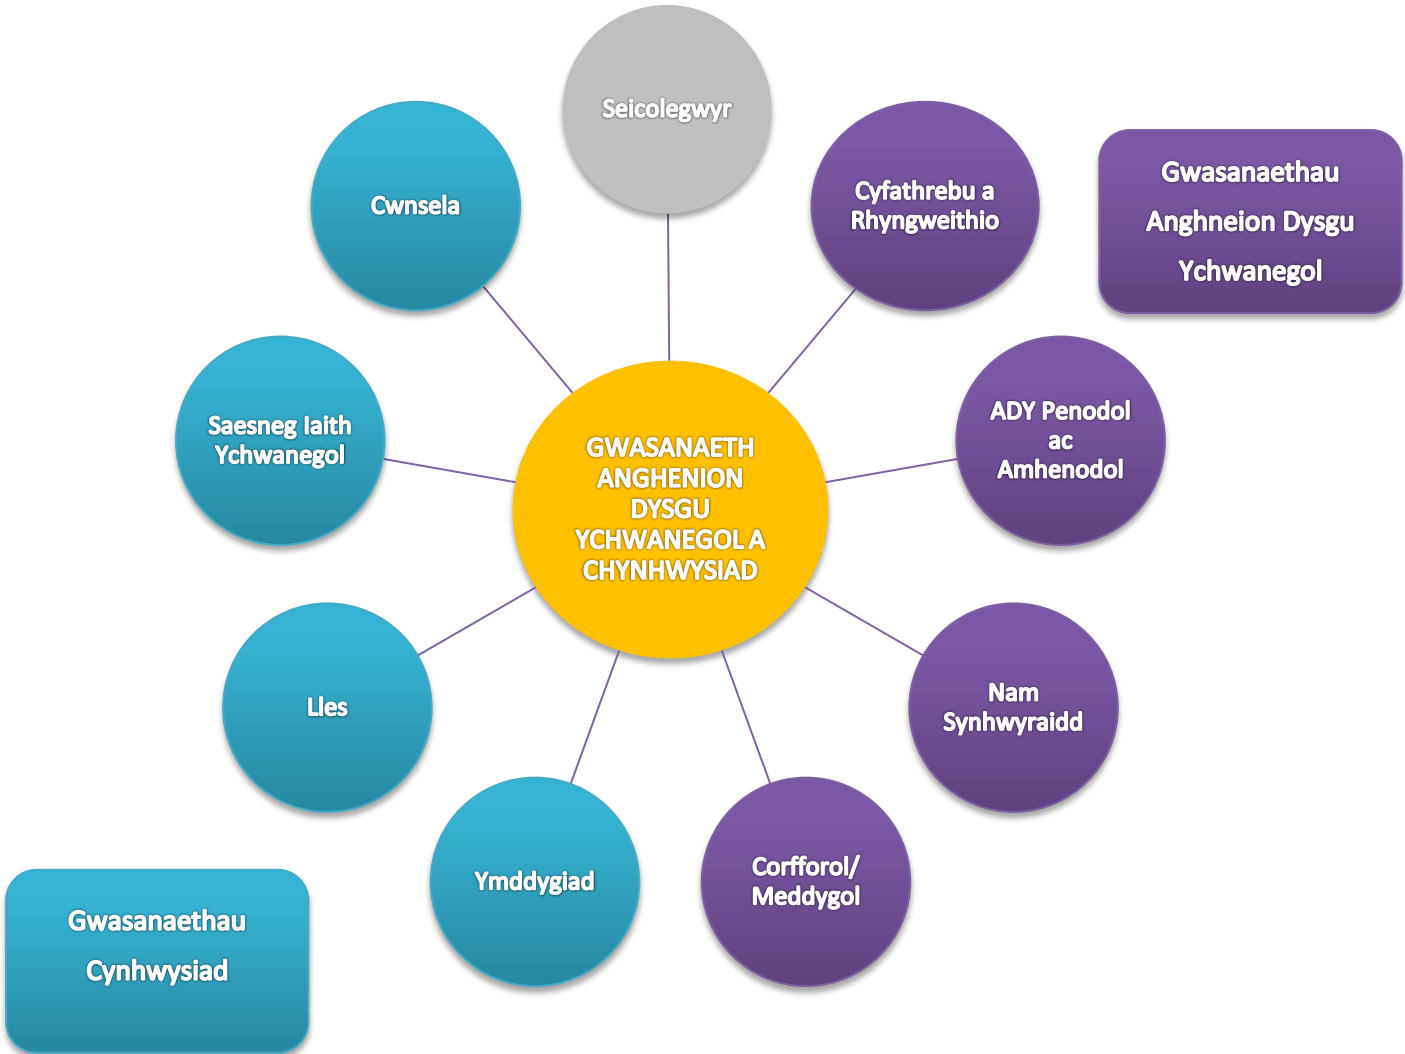 Seicolegwyr
Cyfathrebu a
Rhyngweithio
ADY Penodol
ac
Amhenodol
Nam
Synhwyraidd
Corfforol/
Meddygol
Ymddygiad
Lles
Saesneg Iaith
Ychwanegol
Cwnsela
GWASANAETH
ANGHENION
DYSGU
YCHWANEGOL A
CHYNHWYSIAD
Gwasanaethau
Anghneion Dysgu
Ychwanegol
Gwasanaethau
Cynhwysiad